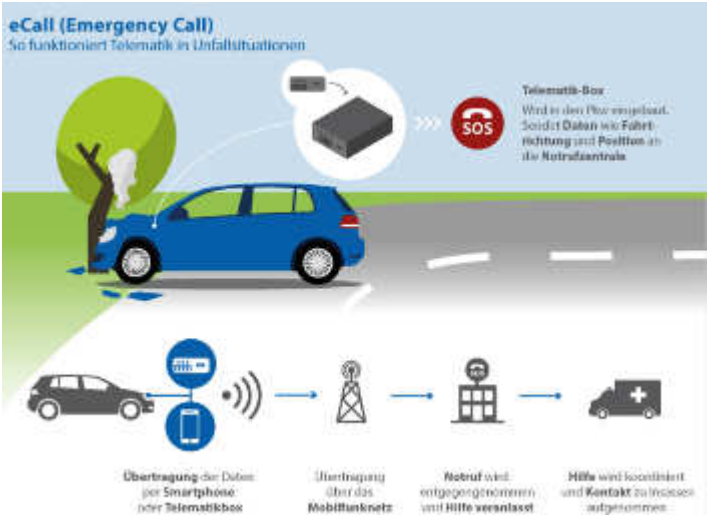 eCall (Emergency Call)
So funktioniert Telematik in Unfallsituationen
Telematik-Box
Wird in den Pkw eingebaut.
Sendet Daten wie Fahrt-
richtung und Position an
die Notrufzentrale
SOS
SOS
Übertragung der Daten
per Smartphone
oder Telematikbox
Übertragung
über das
Mobilfunknetz
Notruf wird
entgegengenommen
und Hilfe veranlasst
Hilfe wird koordiniert
und Kontakt zu Insassen
aufgenommen